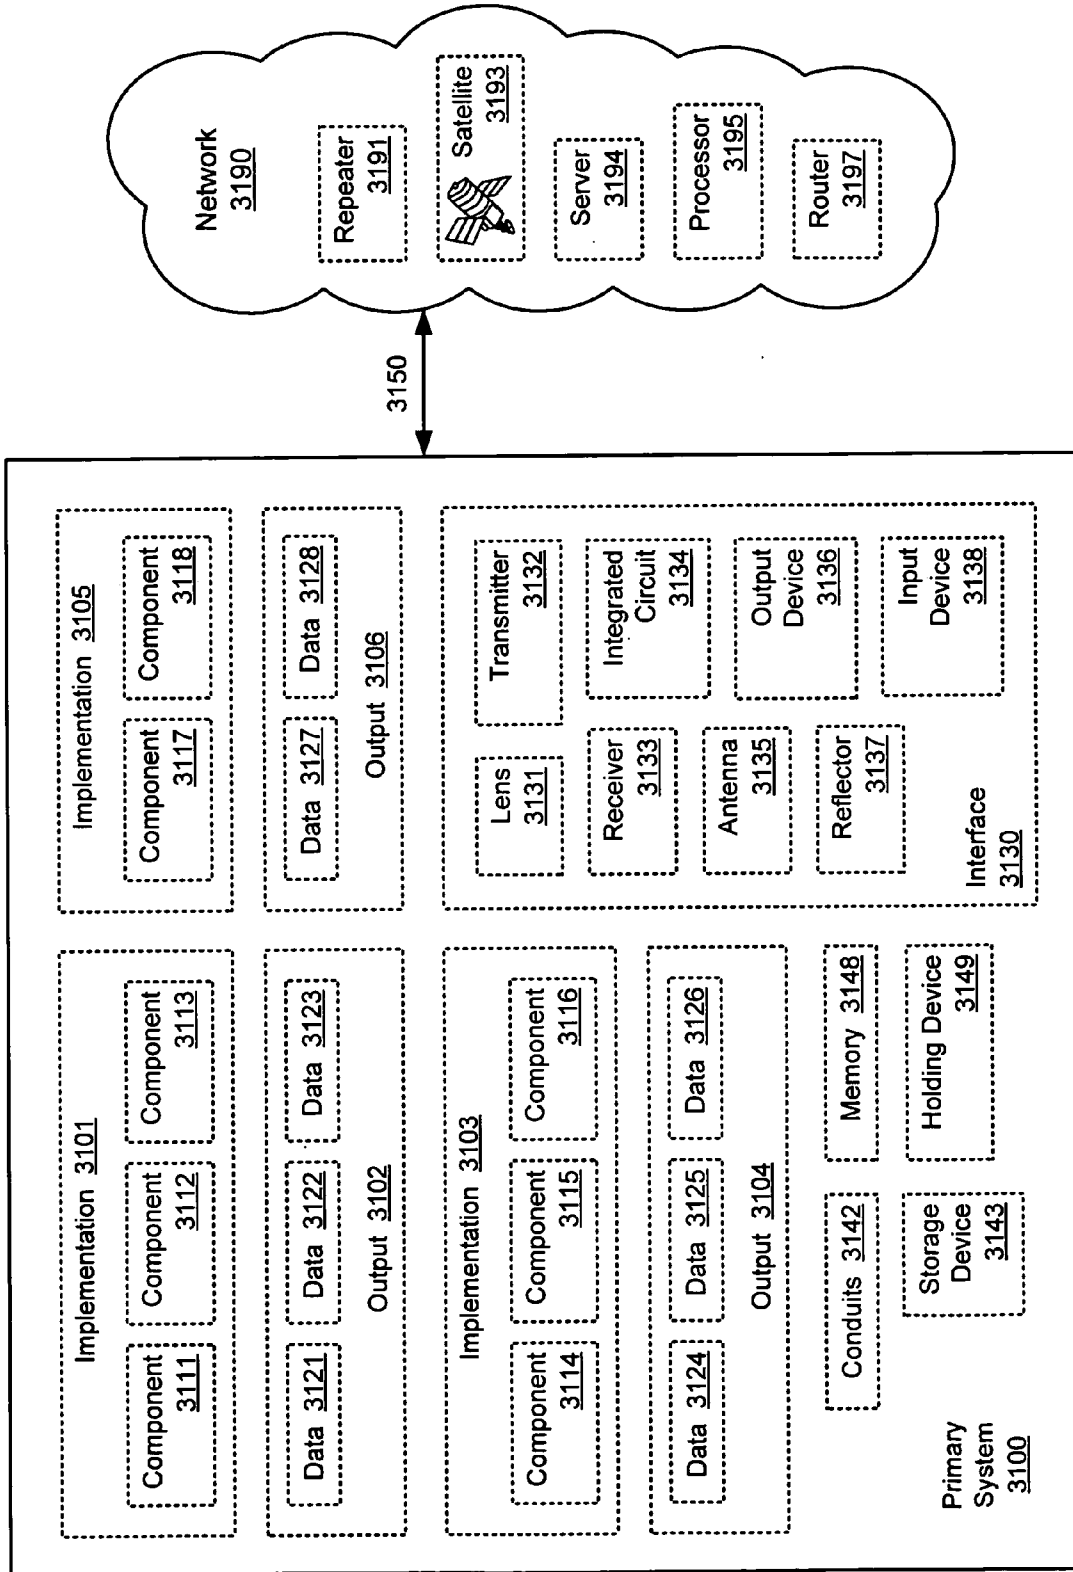 Implementation 3101
Component
3111
Component
3112
Component
3113
Data 3121
Data 3122
Data 3123
Output 3102
Implementation 3103
Component
3114
Component
3115
Component
3116
Data 3124
Data 3125
Data 3126
Output 3104
Conduits 3142
Memory 3148
Storage
Device
3143
Holding Device
3149
Primary
System
3100
Implementation 3105
Component
3117
Component
3118
Data 3127
Data 3128
Output 3106
Lens
3131
Transmitter
3132
Receiver
3133
Integrated
Circuit
3134
Antenna
3135
Output
Device
3136
Reflector
3137
Input
Device
3138
Interface
3130
3150
Network
3190
Repeater
3191
Satellite
3193
Server
3194
Processor
3195
Router
3197